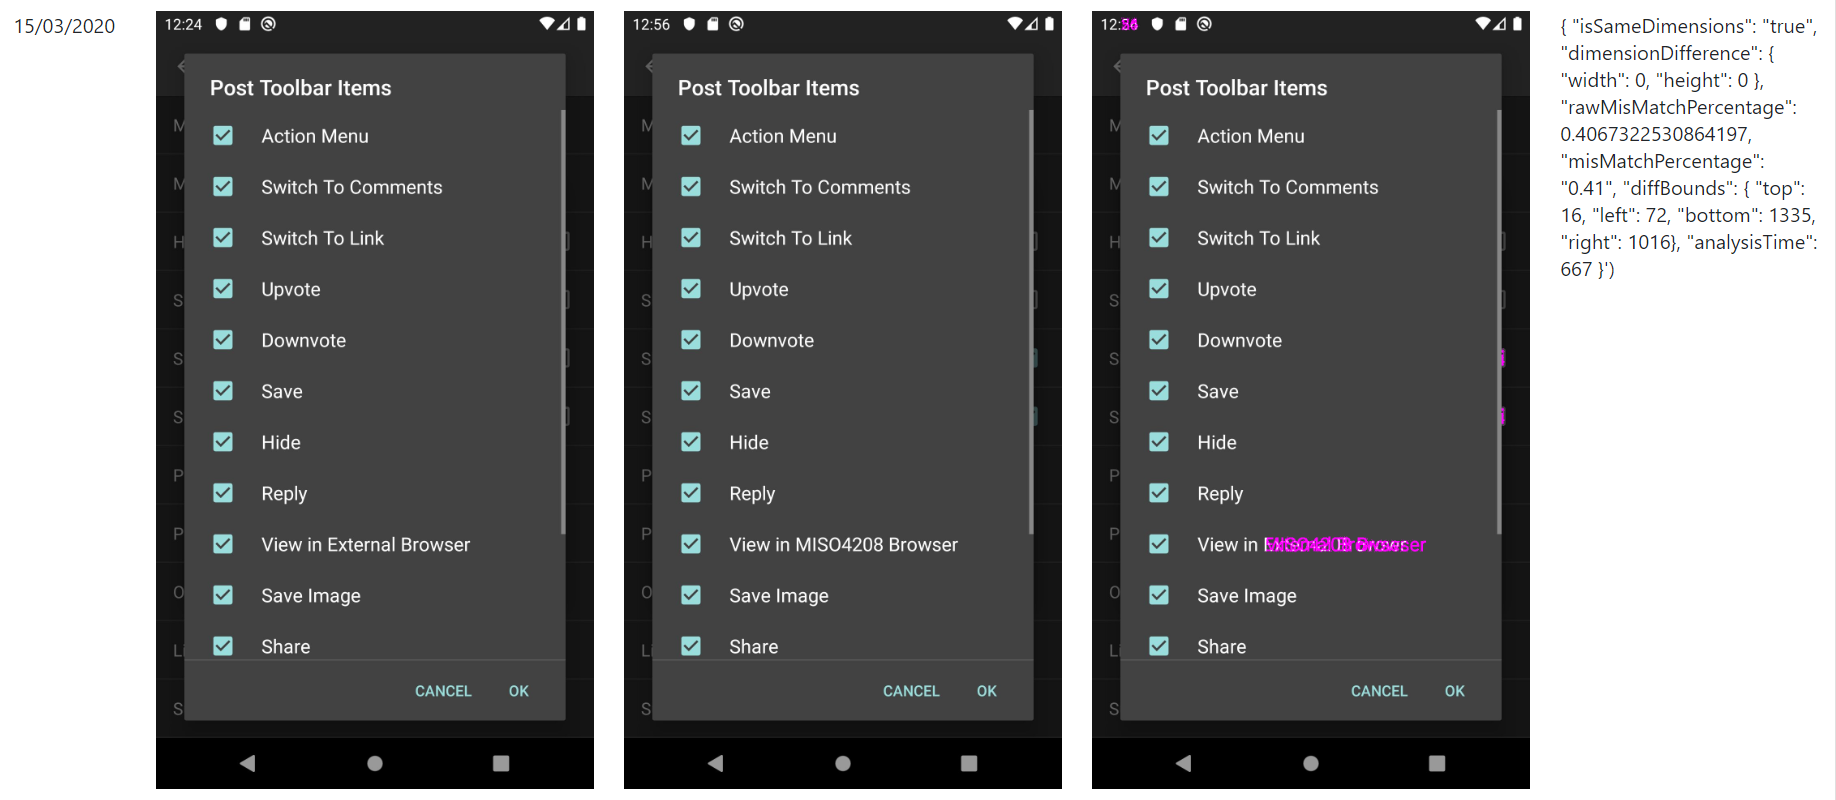 15/03/2020
12:24
Post Toolbar Items
Action Menu
Switch To Comments
Switch To Link
Upvote
Downvote
Save
Hide
Reply
View in External Browser
Save Image
Share
CANCEL OK
M
M
H
S
S
S
P
P
O
Li
S
12:56
Post Toolbar Items
Action Menu
Switch To Comments
Switch To Link
Upvote
Downvote
Save
Hide
Reply
View in MISO4208 Browser
Save Image
Share
CANCEL OK
M
M
H
S
S
S
P
P
O
Li
S
12:
Post Toolbar Items
Action Menu
Switch To Comments
Switch To Link
Upvote
Downvote
Save
Hide
Reply
View in
Save Image
Share
CANCEL OK
M
M
H
S
S
S
P
P
O
Li
S
{ "isSameDimensions": "true",
"dimensionDifference": {
"width": 0, "height": 0 },
"rawMisMatchPercentage":
0.4067322530864197,
"misMatchPercentage":
"0.41", "diffBounds": { "top":
16, "left": 72, "bottom": 1335,
"right": 1016}, "analysisTime":
667 }')